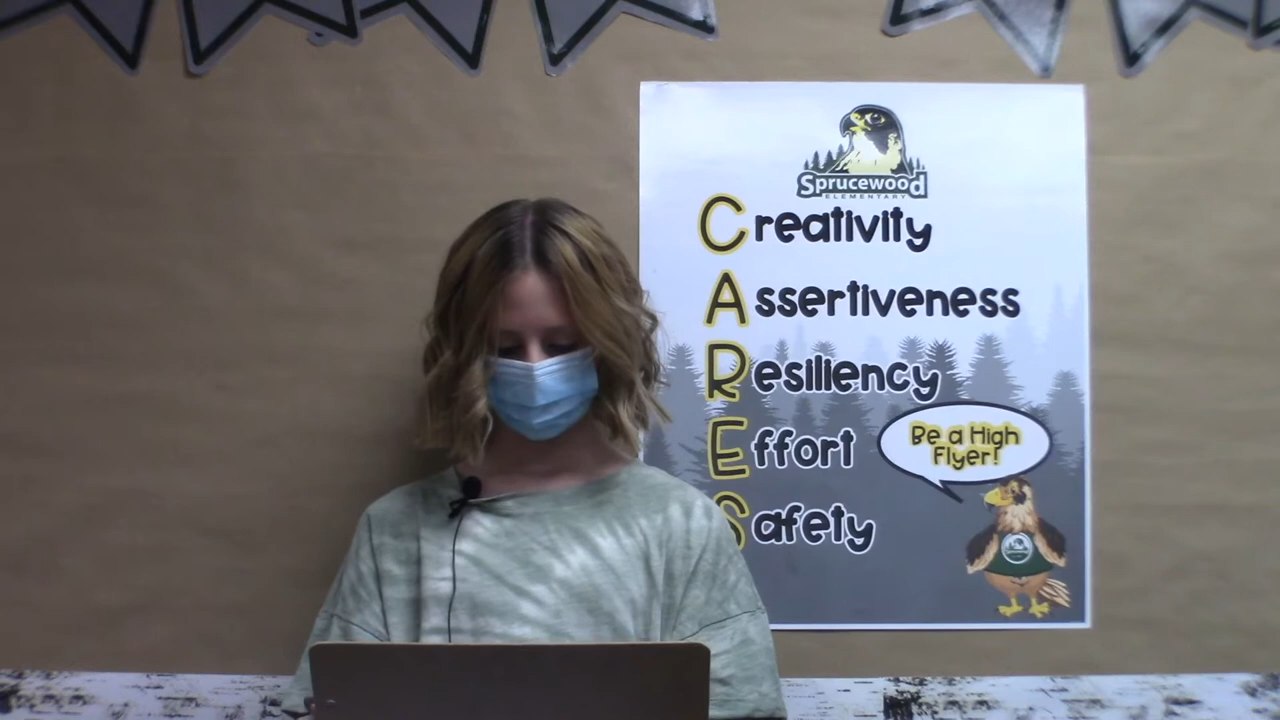 Sprucewood
ELEMENTARY
Creativity
Assertiveness
Resiliency
Effort
Be a High
Flyer!
Safety